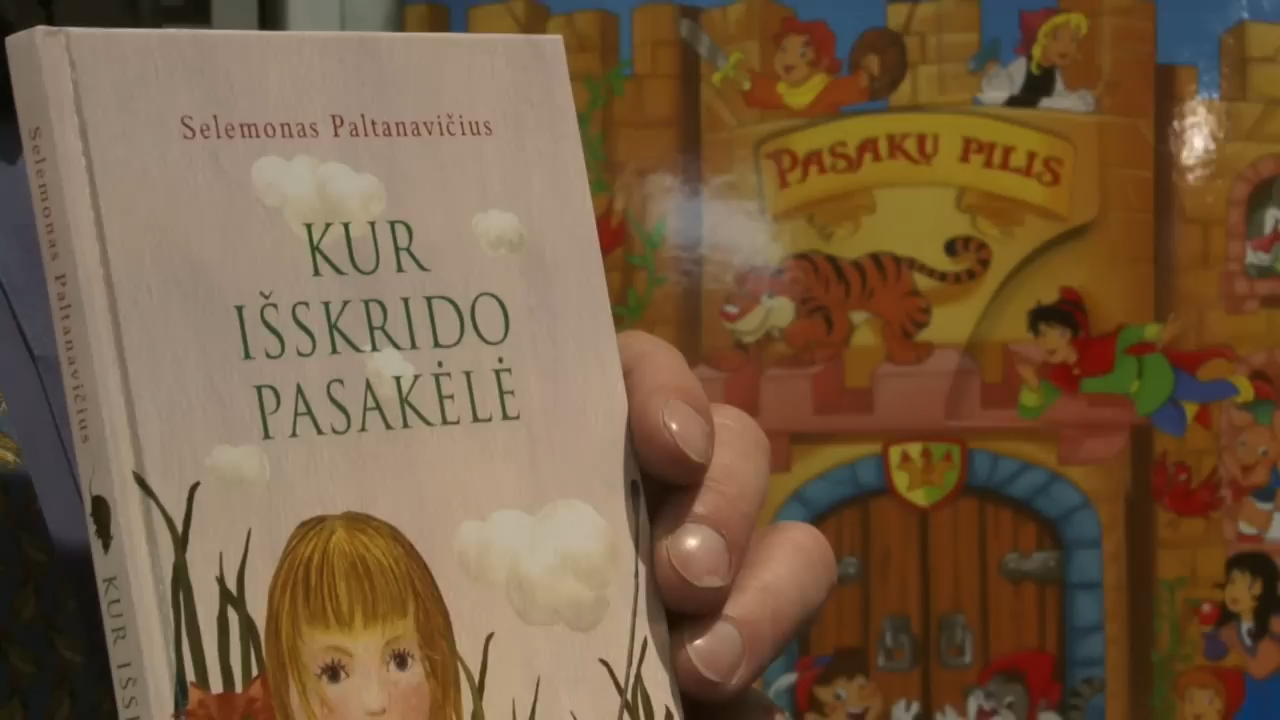 Selemonas Paltanavičius
KUR
IŠSKRIDO
PASAKĖLĖ
Selemonas Paltanavičius
KUR IŠS
PASAKŲ PILIS